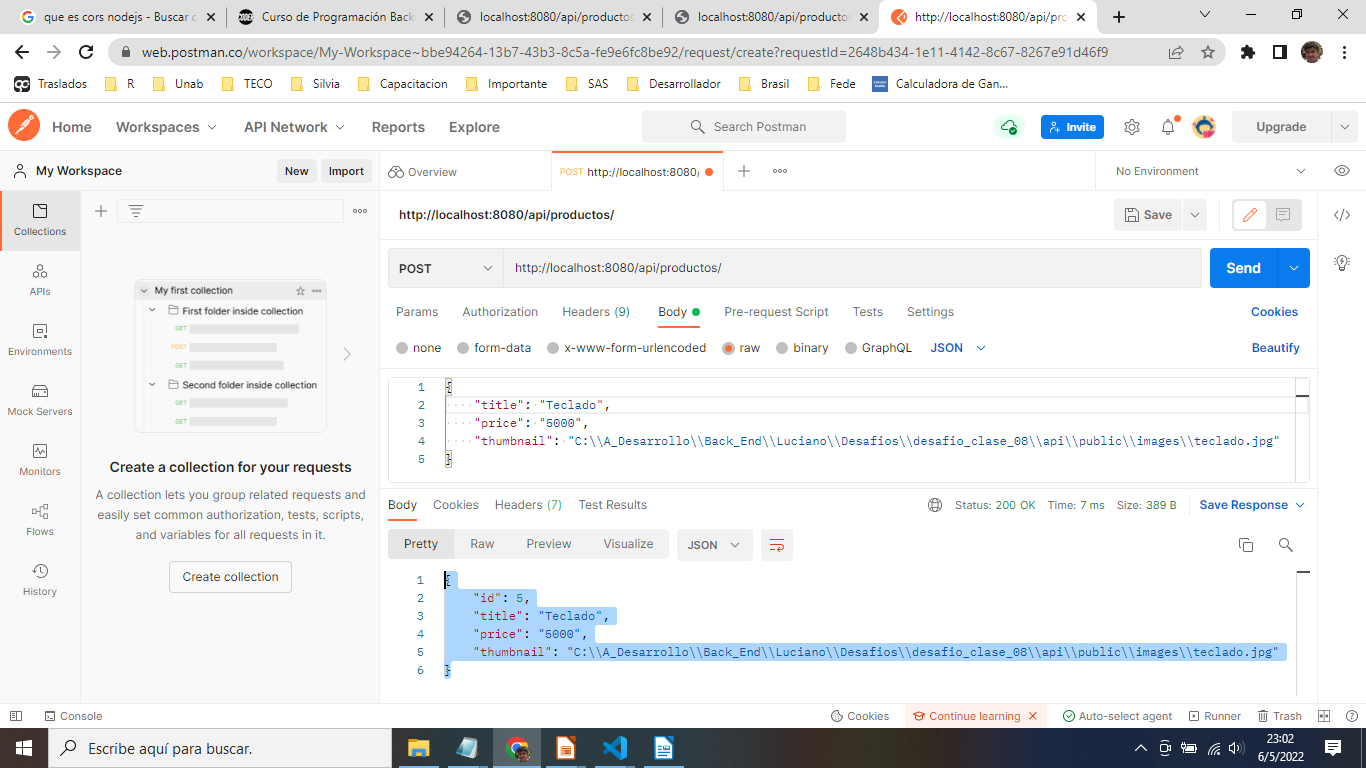 que es cors nodejs - Buscar c
Curso de Programación Back
localhost:8080/api/productos
localhost:8080/api/productos
http://localhost:8080/api/pro
web.postman.co/workspace/My-Workspace~bbe94264-13b7-43b3-8c5a-fe9e6fc8be92/request/create?requestId=2648b434-1e11-4142-8c67-8267e91d46f9
Traslados R Unab TECO Silvia Capacitacion Importante SAS Desarrollador Brasil Fede Calculadora de Gan...
Home Workspaces API Network Reports Explore Search Postman Invite Upgrade
My Workspace New Import Overview POST http://localhost:8080/ No Environment
Collections
APIs
Environments
Mock Servers
Monitors
Flows
History
My first collection
First folder inside collection
GET
POST
GET
Second folder inside collection
GET
GET
Create a collection for your requests
A collection lets you group related requests and
easily set common authorization, tests, scripts,
and variables for all requests in it.
Create collection
http://localhost:8080/api/productos/ Save
POST http://localhost:8080/api/productos/ Send
Params Authorization Headers (9) Body Pre-request Script Tests Settings Cookies
none form-data x-www-form-urlencoded raw binary GraphQL JSON Beautify
1 {
2 "title": "Teclado",
3 "price": "5000",
4 "thumbnail": "C:\\A_Desarrollo\\Back_End\\Luciano\\Desafios\\desafio_clase_08\\api\\public\\images\\teclado.jpg"
5 }
Body Cookies Headers (7) Test Results Status: 200 OK Time: 7 ms Size: 389 B Save Response
Pretty Raw Preview Visualize JSON
1 {
2 "id": 5,
3 "title": "Teclado",
4 "price": "5000",
5 "thumbnail": "C:\\A_Desarrollo\\Back_End\\Luciano\\Desafios\\desafio_clase_08\\api\\public\\images\\teclado.jpg"
6 }
Console Cookies Continue learning Auto-select agent Runner Trash
Escribe aquí para buscar.
23:02
6/5/2022